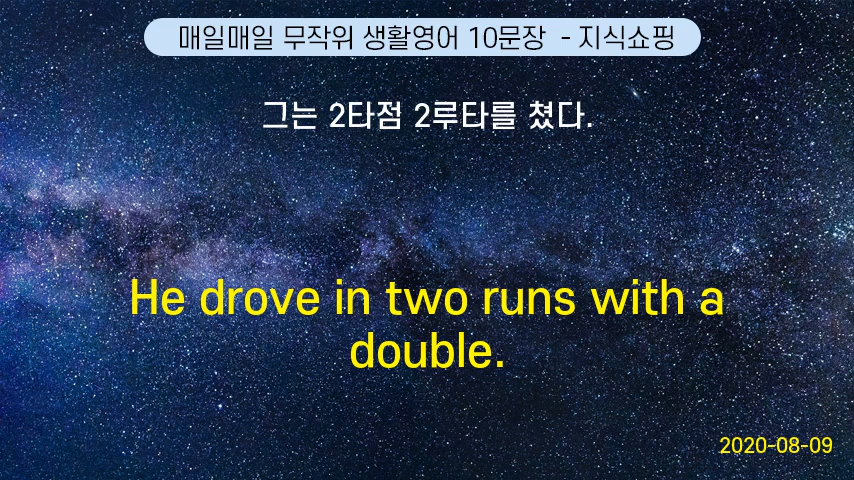 매일매일 무작위 생활영어 10문장 - 지식쇼핑
그는 2타점 2루타를 쳤다.
He drove in two runs with a
double.
2020-08-09